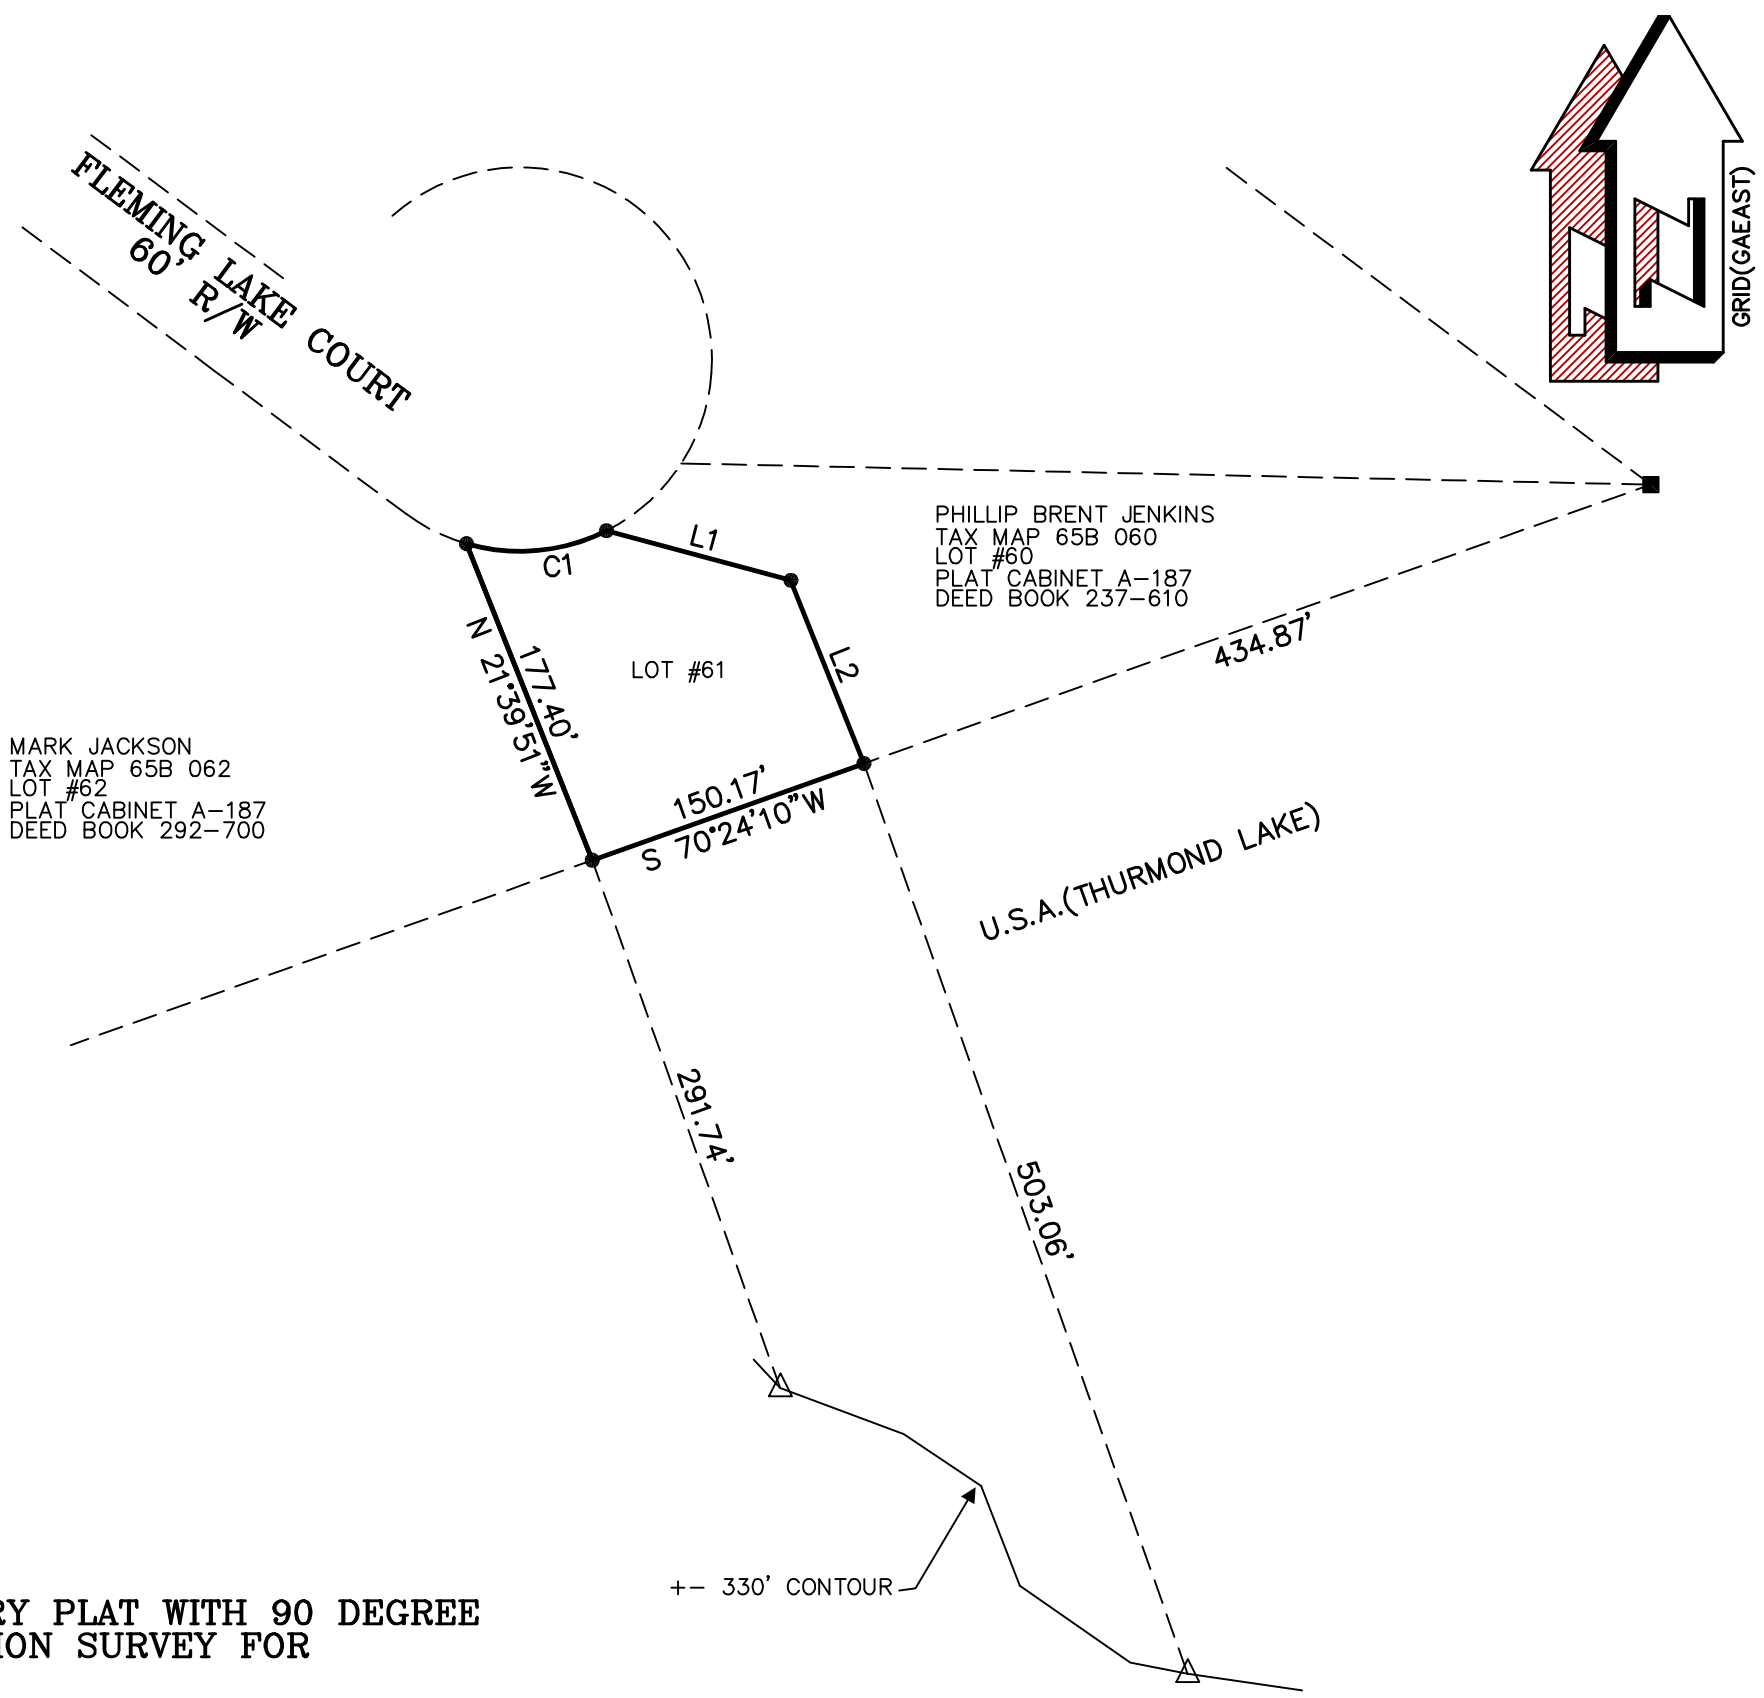 FLEMING LAKE COURT
60' R/W
GRID(GAEAST)
L1
C1
PHILLIP BRENT JENKINS
TAX MAP 65B 060
LOT #60
PLAT CABINET A-187
DEED BOOK 237-610
434.87'
L2
LOT #61
177.40'
N 21°39'51"W
MARK JACKSON
TAX MAP 65B 062
LOT #62
PLAT CABINET A-187
DEED BOOK 292-700
150.17'
S 70°24'10"W
U.S.A.(THURMOND LAKE)
291.74'
503.06'
+- 330' CONTOUR
RY PLAT WITH 90 DEGREE
ION SURVEY FOR